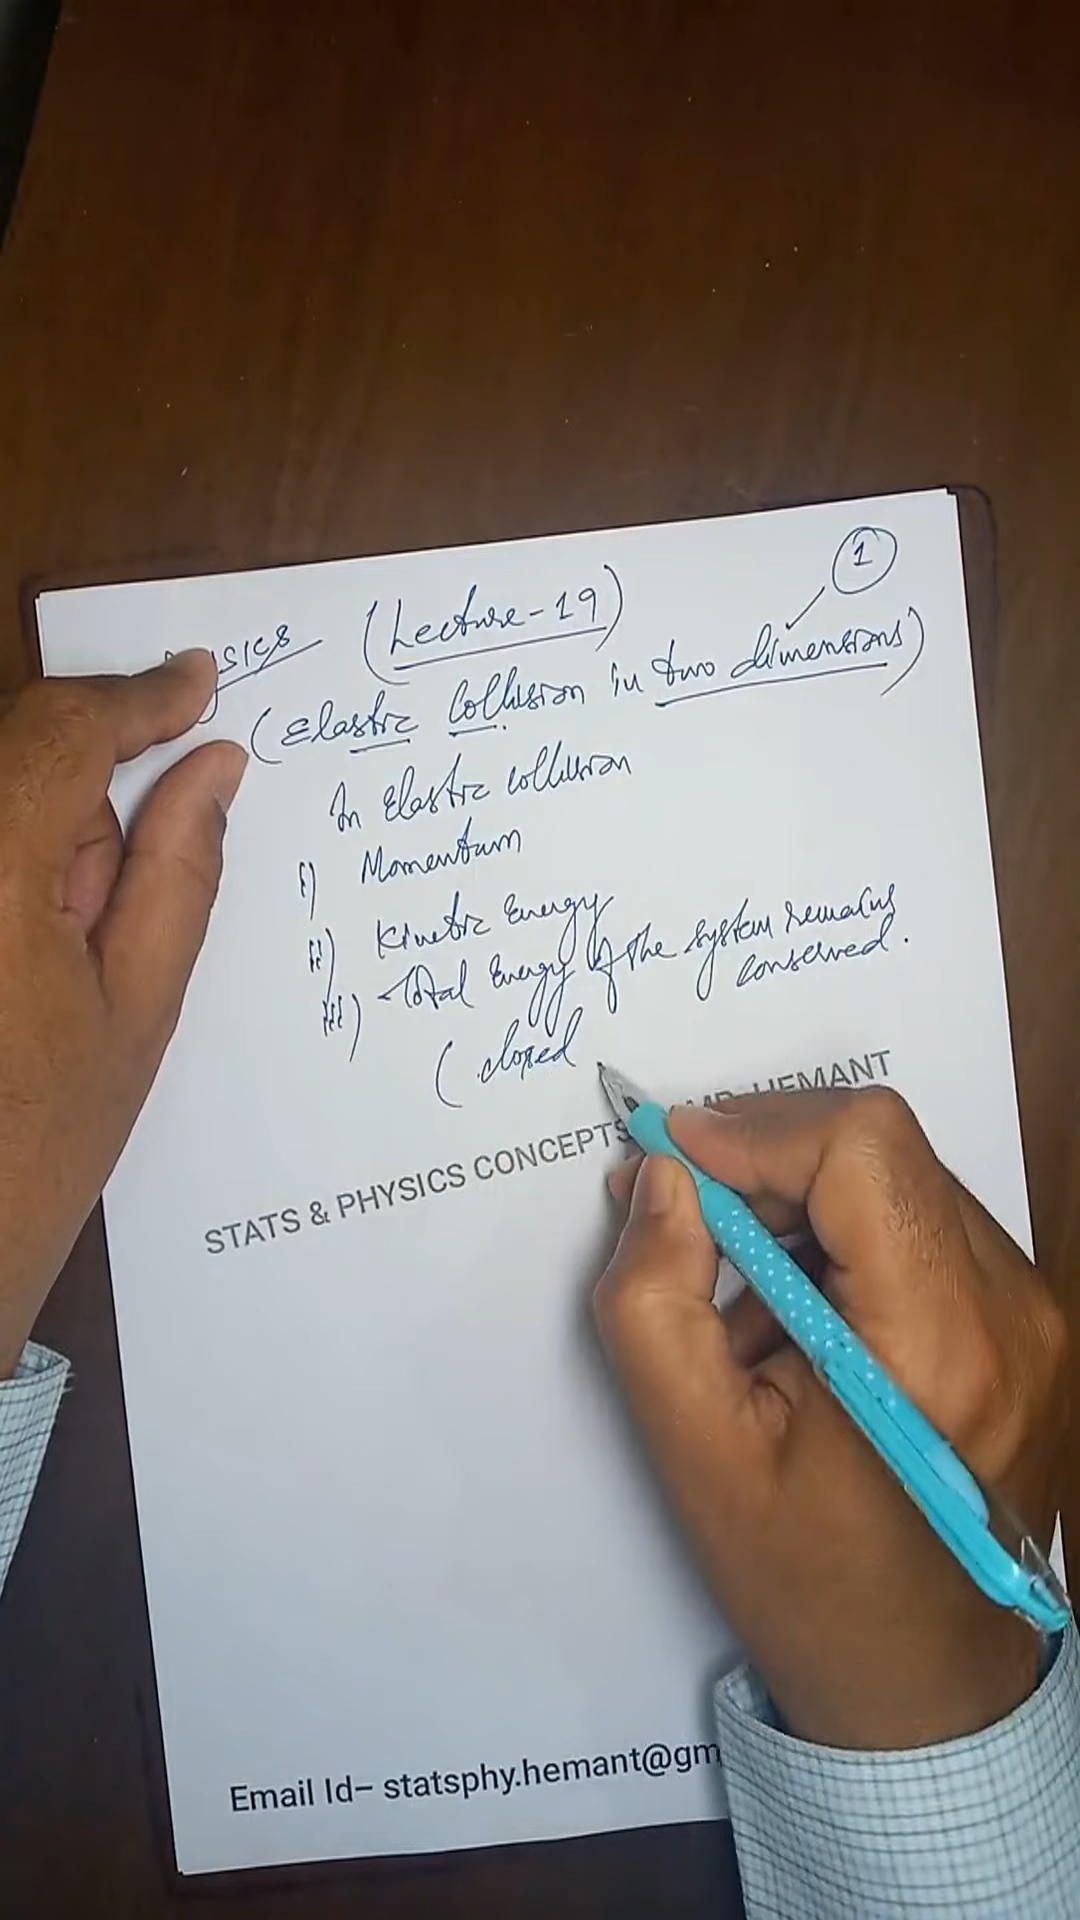 (Lecture-19)
1
(Elastic Collision in two dimensions)
In Elastic collision
i) Momentum
ii) Kinetic Energy
iii) Total Energy of the system remains
conserved.
(closed
STATS & PHYSICS CONCEPTS HEMANT
Email Id– statsphy.hemant@gm